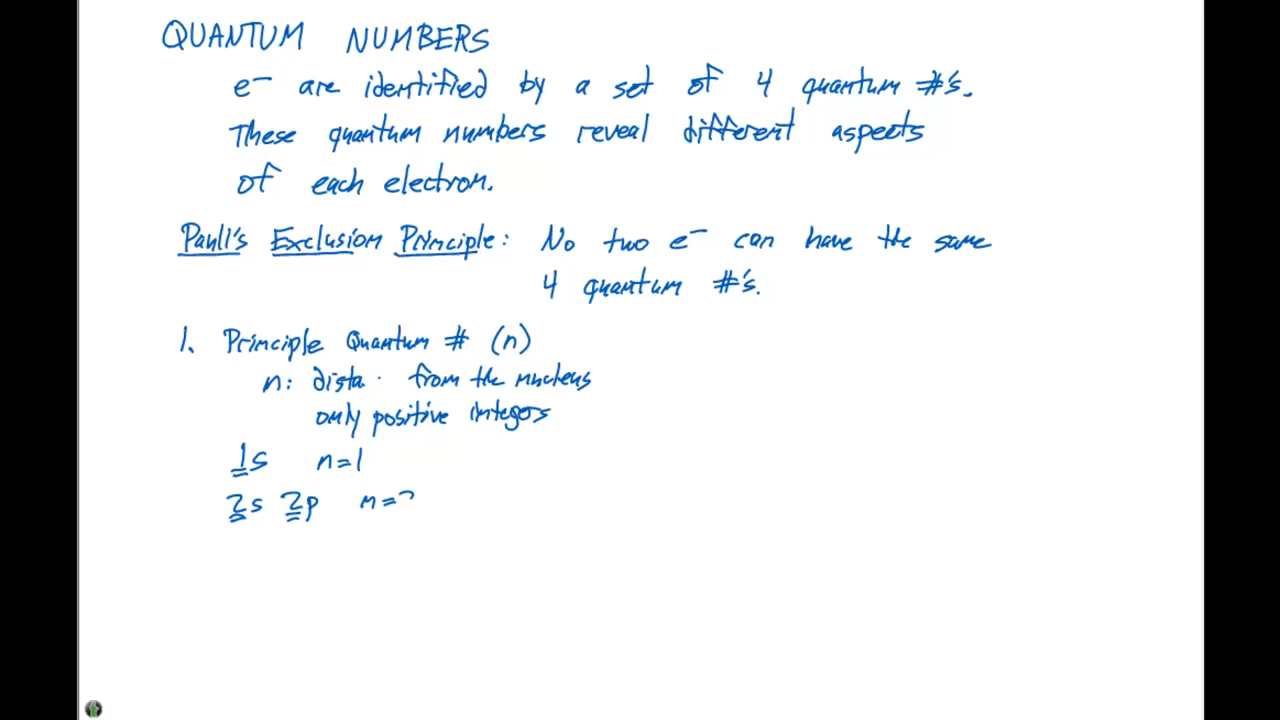 QUANTUM NUMBERS
e⁻ are identified by a set of 4 quantum #'s.
These quantum numbers reveal different aspects
of each electron.
Pauli's Exclusion Principle: No two e⁻ can have the same
4 quantum #'s.
1. Principle Quantum # (n)
n: dista from the nucleus
only positive integers
1s n=1
2s 2p n=